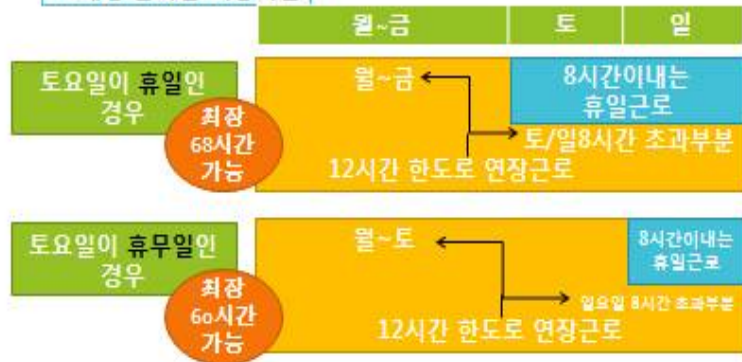 월~금
토
일
토요일이 휴일인
경우
최장
68시간
가능
월~금
8시간이내는
휴일근로
토/일8시간 초과부분
12시간 한도로 연장근로
토요일이 휴무일인
경우
최장
60시간
가능
월~토
8시간이내는
휴일근로
일요일 8시간 초과부분
12시간 한도로 연장근로